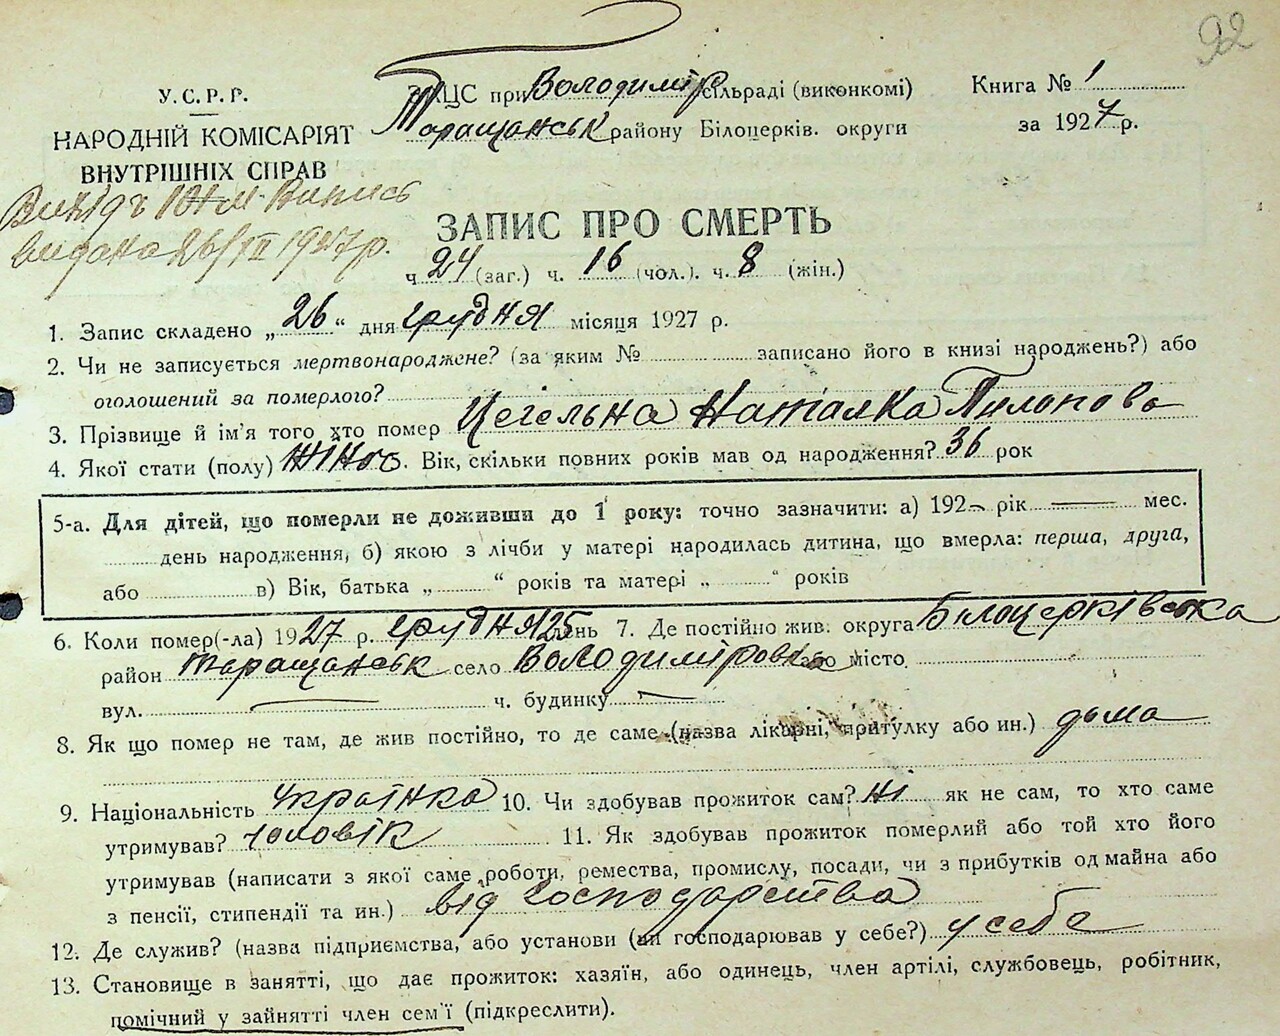 92
У.С.Р.Р.
НАРОДНІЙ КОМІСАРІЯТ
ВНУТРІШНІХ СПРАВ
ЗАЦС при Володимір сільраді (виконкомі)
Таращанськ району Білоцерків. округи
Книга № 1
за 1927 р.
видана 26/XII 1927 р.
ЗАПИС ПРО СМЕРТЬ
ч 24 (заг.) ч. 16 (чол.). ч. 8 (жін.)
1. Запис складено „ 26 “ дня грудня місяця 1927 р.
2. Чи не записується мертвонароджене? (за яким № записано його в книзі народжень?) або
оголошений за померлого?
3. Прізвище й ім'я того хто помер Цегельна Наталка Пилипова
4. Якої стати (полу) жіноч. Вік, скільки повних років мав од народження? 36 рок
5-а. Для дітей, що померли не доживши до 1 року: точно зазначити: а) 192 – рік — мес.
день народження, б) якою з лічби у матері народилась дитина, що вмерла: перша, друга,
або в) Вік, батька „ “ років та матері „ “ років
6. Коли помер(-ла) 1927 р. грудня 25 день 7. Де постійно жив: округа Білоцерківська
район Таращанськ село Володиміровка або місто
вул. — ч. будинку —
8. Як що помер не там, де жив постійно, то де саме (назва лікарні, притулку або ин.) дома
9. Національність Українка 10. Чи здобував прожиток сам? ні як не сам, то хто саме
утримував? чоловік 11. Як здобував прожиток померлий або той хто його
утримував (написати з якої саме роботи, ремества, промислу, посади, чи з прибутків од майна або
з пенсії, стипендії та ин.) від господарства
12. Де служив? (назва підприємства, або установи (чи господарював у себе?) у себе
13. Становище в занятті, що дає прожиток: хазяїн, або одинець, член артілі, службовець, робітник,
помічний у зайнятті член сем'ї (підкреслити).